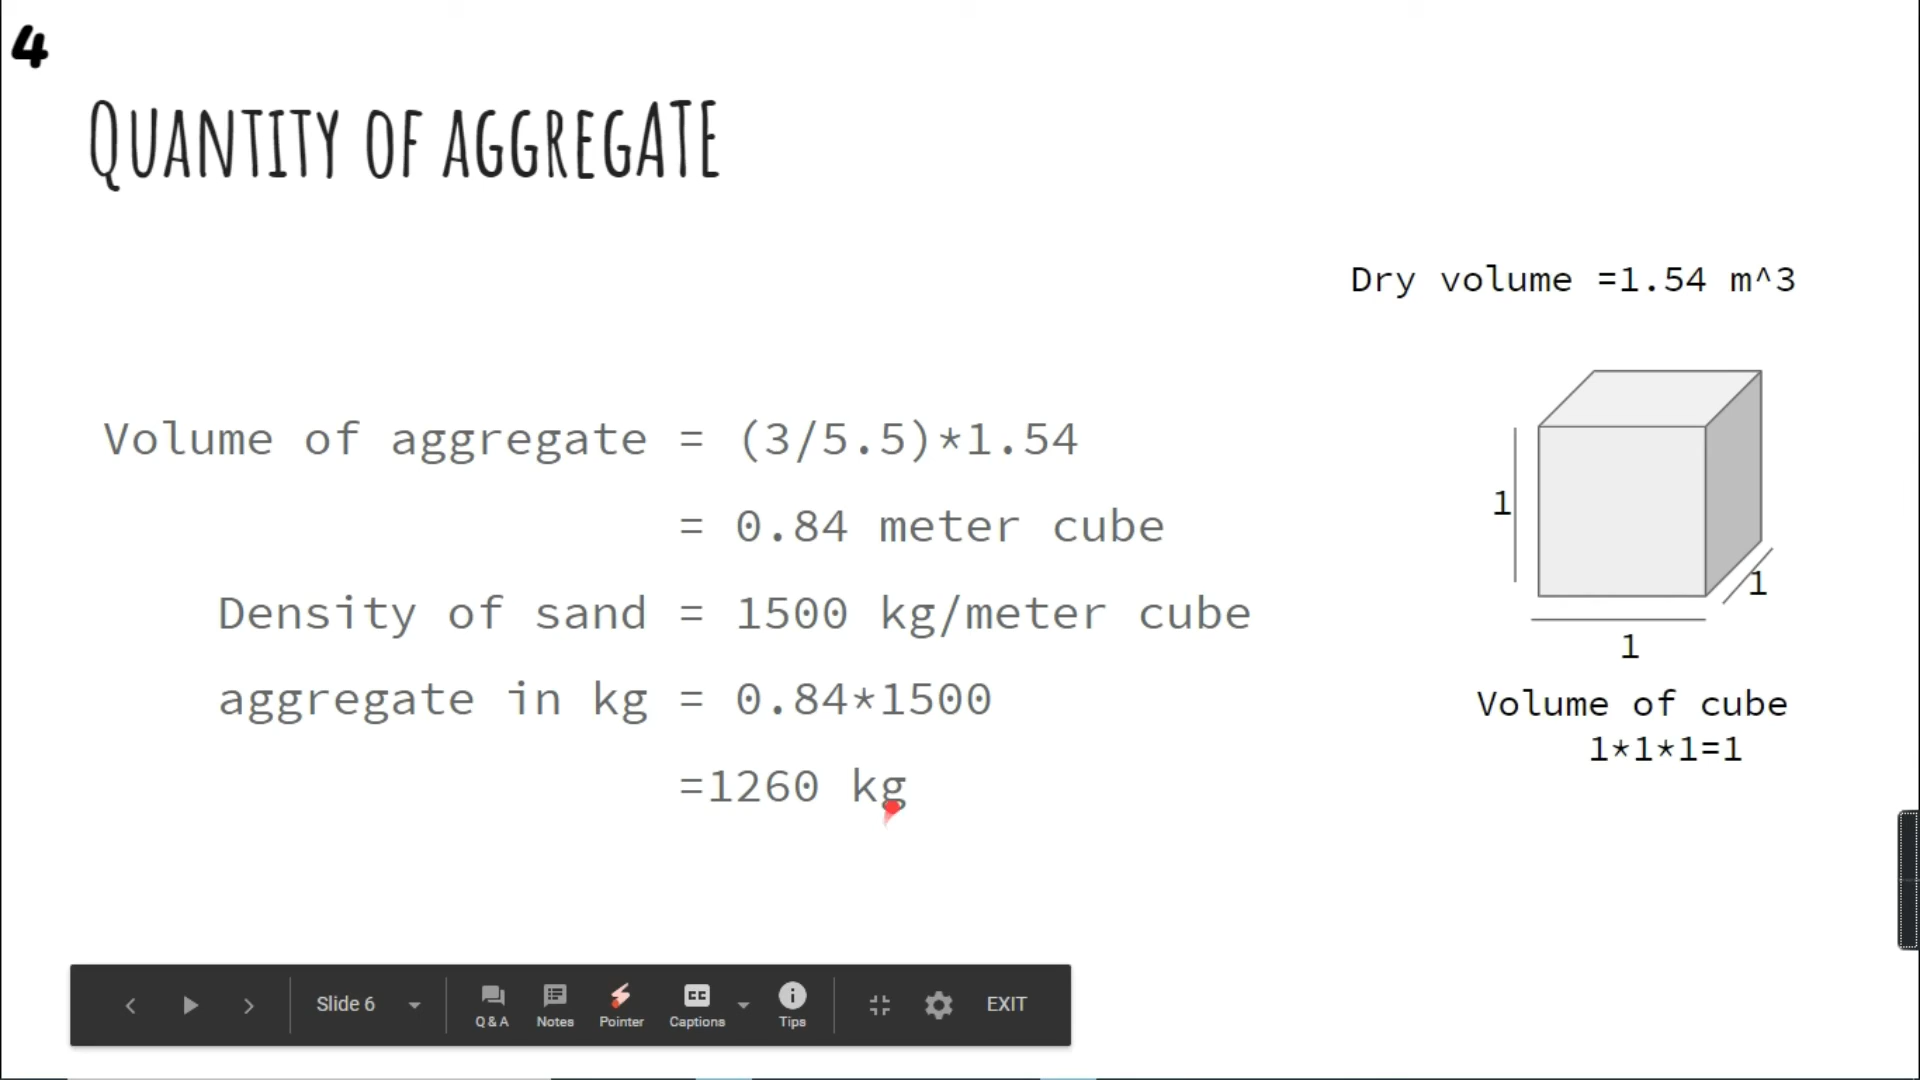 4
QUANTITY OF AGGREGATE
Dry volume =1.54 m^3
Volume of aggregate = (3/5.5)*1.54
= 0.84 meter cube
Density of sand = 1500 kg/meter cube
aggregate in kg = 0.84*1500
=1260 kg
1
1
1
Volume of cube
1*1*1=1
Slide 6
Q & A
Notes
Pointer
CC
Captions
Tips
EXIT